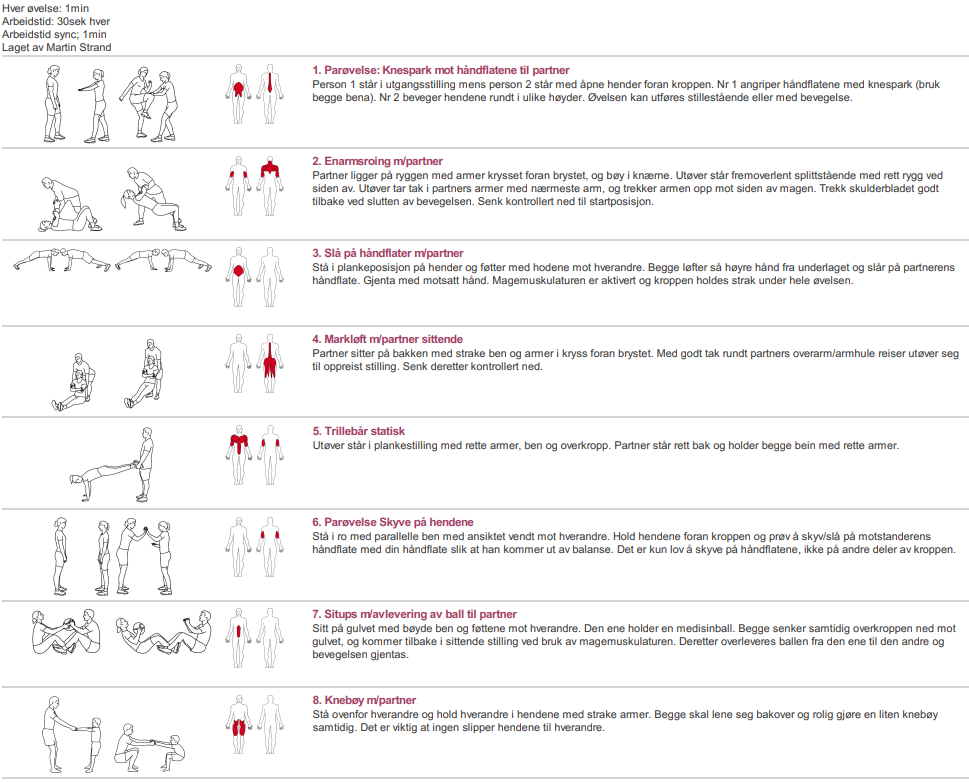 Hver øvelse: 1min
Arbeidstid: 30sek hver
Arbeidstid sync; 1min
Laget av Martin Strand
1. Parøvelse: Knespark mot håndflatene til partner
Person 1 står i utgangsstilling mens person 2 står med åpne hender foran kroppen. Nr 1 angriper håndflatene med knespark (bruk
begge bena). Nr 2 beveger hendene rundt i ulike høyder. Øvelsen kan utføres stillestående eller med bevegelse.
2. Enarmsroing m/partner
Partner ligger på ryggen med armer krysset foran brystet, og bøy i knæme. Utøver står fremoverlent splittstående med rett rygg ved
siden av. Utøver tar tak i partners armer med nærmeste arm, og trekker armen opp mot siden av magen. Trekk skulderbladet godt
tilbake ved slutten av bevegelsen. Senk kontrollert ned til startposisjon.
3. Slå på håndflater m/partner
Stå i plankeposisjon på hender og føtter med hodene mot hverandre. Begge løfter så høyre hånd fra underlaget og slår på partnerens
håndflate. Gjenta med motsatt hånd. Magemuskulaturen er aktivert og kroppen holdes strak under hele øvelsen.
4. Markløft m/partner sittende
Partner sitter på bakken med strake ben og armer i kryss foran brystet. Med godt tak rundt partners overarm/armhule reiser utøver seg
til oppreist stilling. Senk deretter kontrollert ned.
5. Trillebår statisk
Utøver står i plankestilling med rette armer, ben og overkropp. Partner står rett bak og holder begge bein med rette armer.
6. Parøvelse Skyve på hendene
Stå i ro med parallelle ben med ansiktet vendt mot hverandre. Hold hendene foran kroppen og prøv å skyv/slå på motstanderens
håndflate med din håndflate slik at han kommer ut av balanse. Det er kun lov å skyve på håndflatene, ikke på andre deler av kroppen.
7. Situps m/avlevering av ball til partner
Sitt på gulvet med bøyde ben og føttene mot hverandre. Den ene holder en medisinball. Begge senker samtidig overkroppen ned mot
gulvet, og kommer tilbake i sittende stilling ved bruk av magemuskulaturen. Deretter overleveres ballen fra den ene til den andre og
bevegelsen gjentas.
8. Knebøy m/partner
Stå ovenfor hverandre og hold hverandre i hendene med strake armer. Begge skal lene seg bakover og rolig gjøre en liten knebøy
samtidig. Det er viktig at ingen slipper hendene til hverandre.